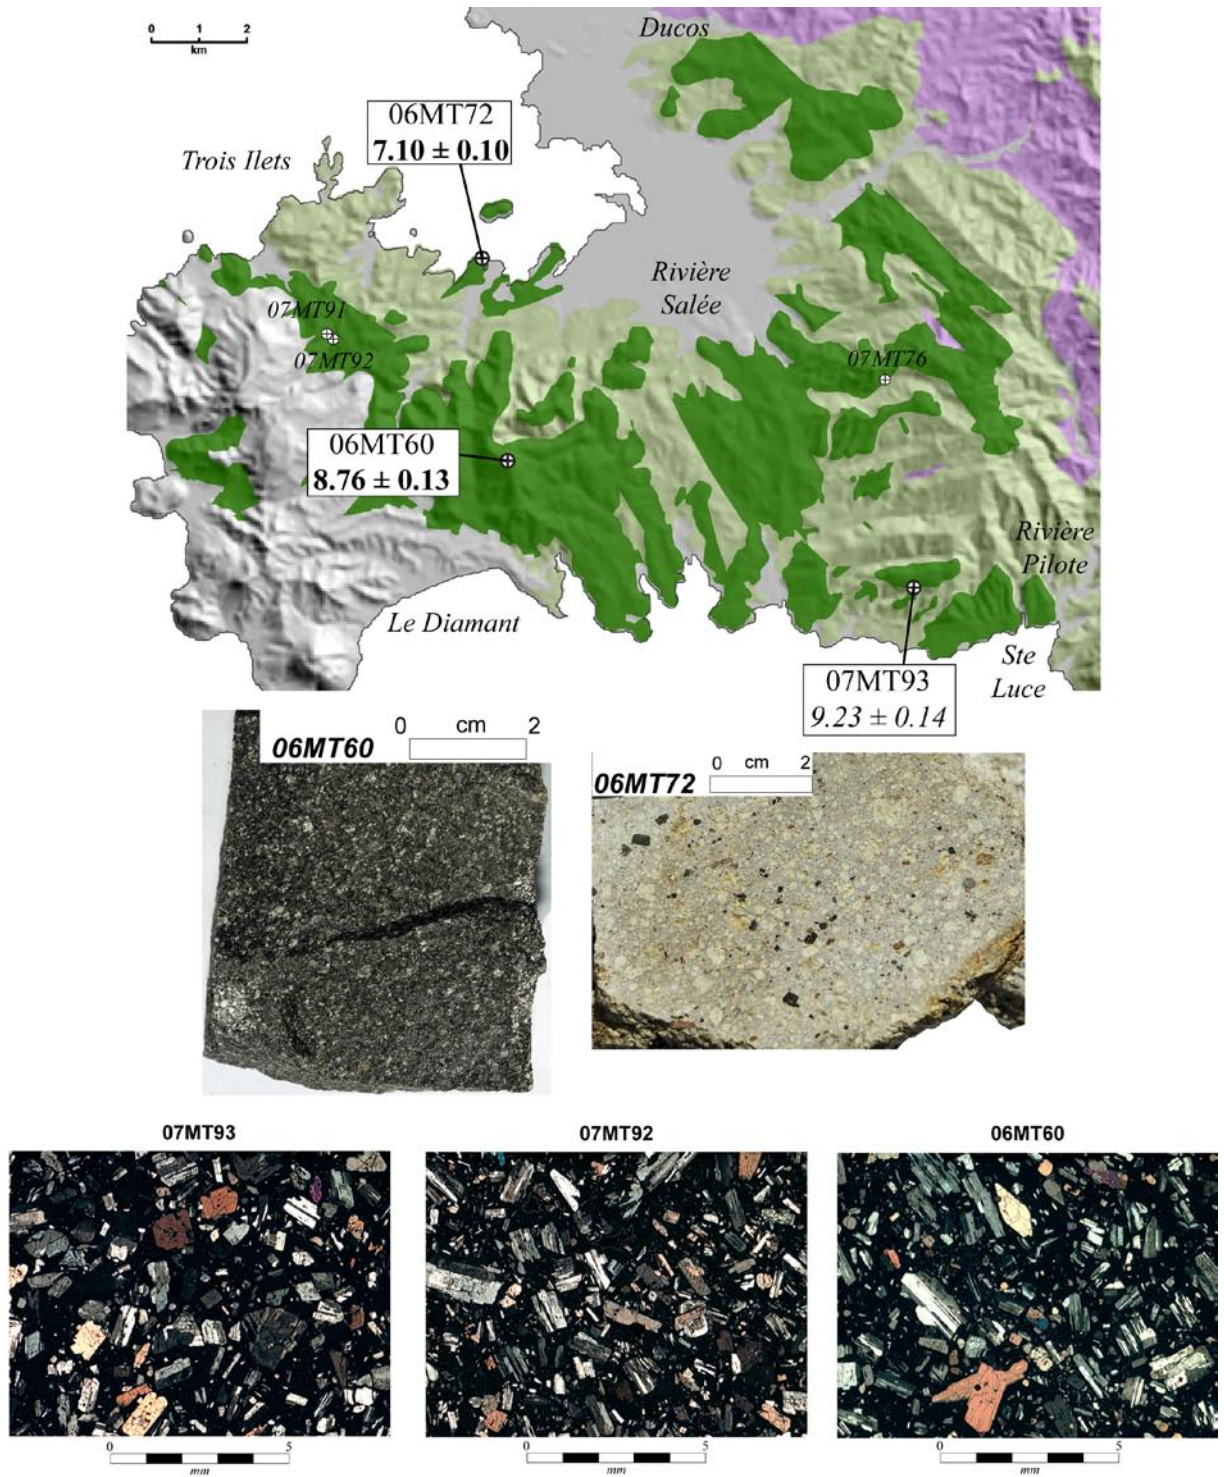 Ducos
0 1 2
km
06MT72
7.10 ± 0.10
Trois Ilets
Rivière
Salée
07MT91
07MT92
07MT76
06MT60
8.76 ± 0.13
Rivière
Pilote
Le Diamant
Ste
Luce
07MT93
9.23 ± 0.14
0 cm 2
06MT60
0 cm 2
06MT72
07MT93
07MT92
06MT60
0 5
mm
0 5
mm
0 5
mm